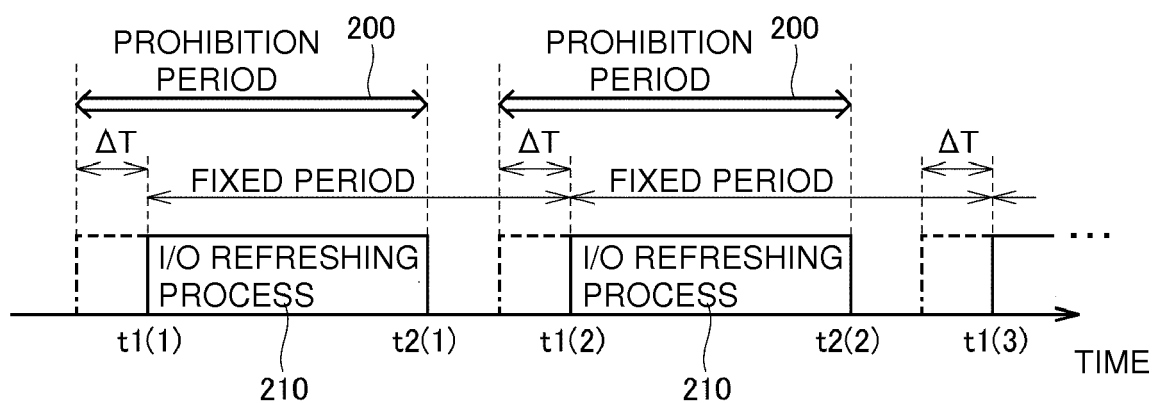 PROHIBITION
PERIOD
200
PROHIBITION
PERIOD
200
ΔT
ΔT
ΔT
FIXED PERIOD
FIXED PERIOD
I/O REFRESHING
PROCESS
I/O REFRESHING
PROCESS
...
t1(1)
t2(1)
t1(2)
t2(2)
t1(3)
TIME
210
210